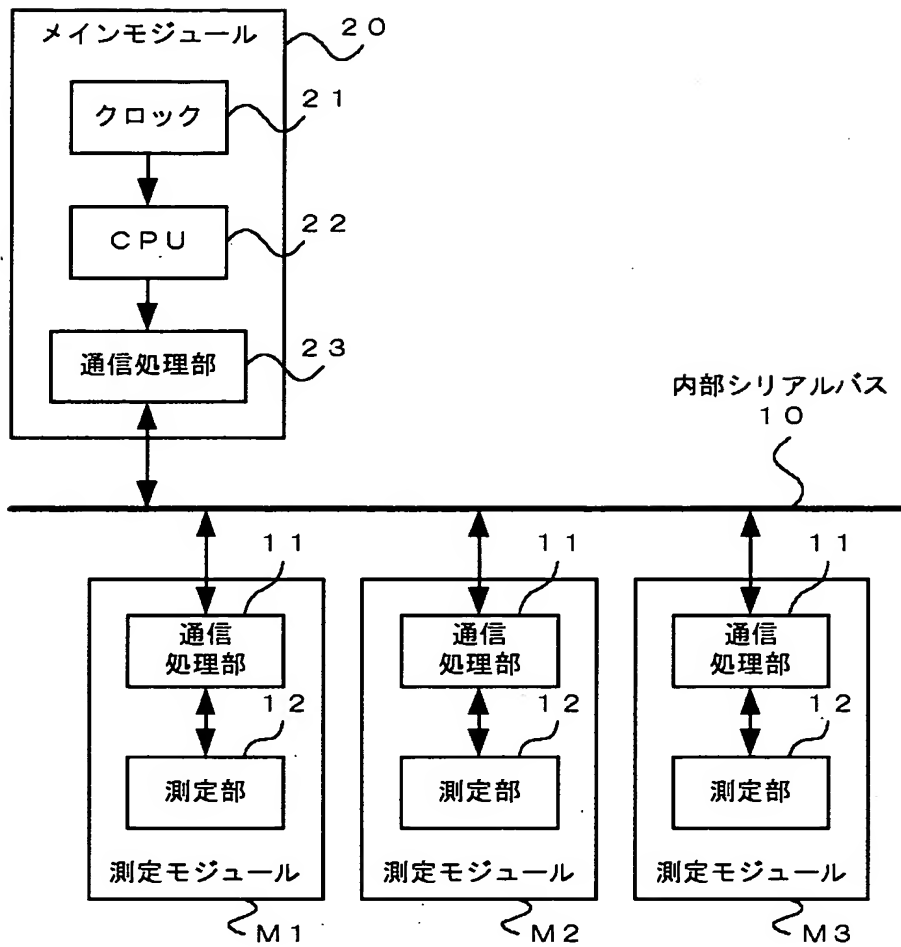 メインモジュール
20
クロック
21
CPU
22
通信処理部
23
内部シリアルバス
10
11
11
11
通信
処理部
通信
処理部
通信
処理部
12
12
12
測定部
測定部
測定部
測定モジュール
測定モジュール
測定モジュール
M1
M2
M3